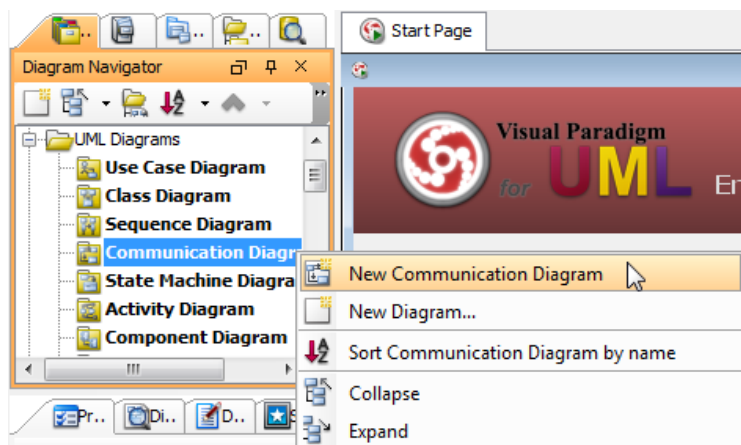 Start Page
Diagram Navigator
UML Diagrams
Use Case Diagram
Class Diagram
Sequence Diagram
Communication Diagr
State Machine Diagra
Activity Diagram
Component Diagram
Visual Paradigm
for UML En
New Communication Diagram
New Diagram...
Sort Communication Diagram by name
Collapse
Expand
Pr.. Di.. D.. S